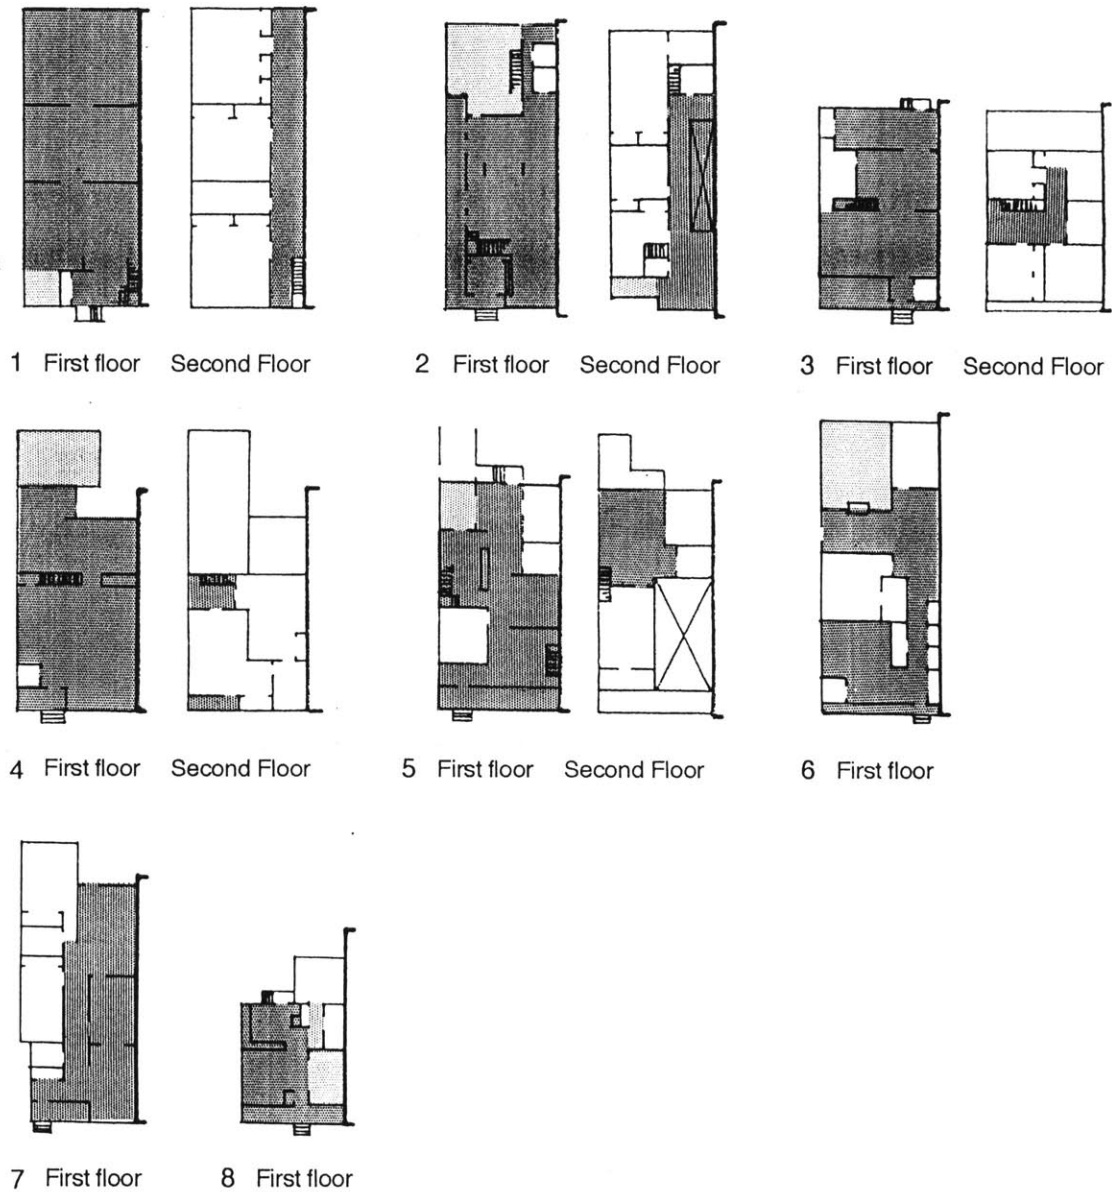 1 First floor Second Floor
2 First floor Second Floor
3 First floor Second Floor
4 First floor Second Floor
5 First floor Second Floor
6 First floor
7 First floor
8 First floor